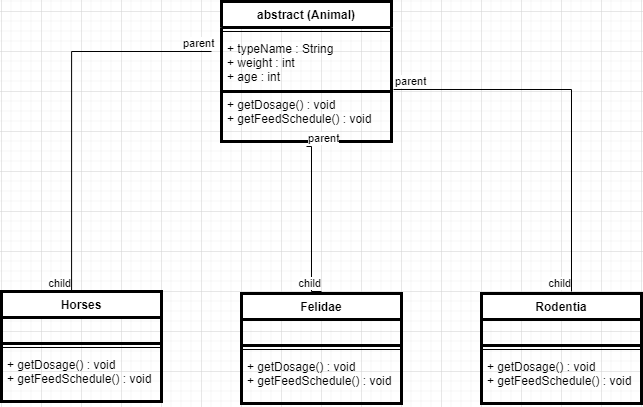 abstract (Animal)
+ typeName : String
+ weight : int
+ age : int
+ getDosage() : void
+ getFeedSchedule() : void
parent
parent
parent
child
child
child
Horses
+ getDosage() : void
+ getFeedSchedule() : void
Felidae
+ getDosage() : void
+ getFeedSchedule() : void
Rodentia
+ getDosage() : void
+ getFeedSchedule() : void